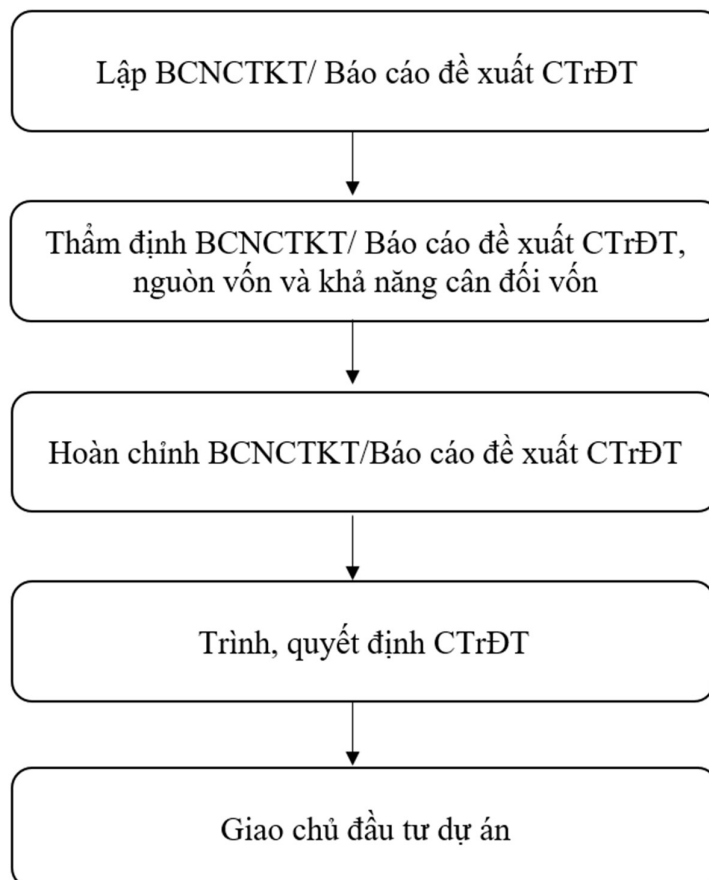 Lập BCNCTKT/ Báo cáo đề xuất CTrĐT
Thẩm định BCNCTKT/ Báo cáo đề xuất CTrĐT,
nguòn vốn và khả năng cân đối vốn
Hoàn chỉnh BCNCTKT/Báo cáo đề xuất CTrĐT
Trình, quyết định CTrĐT
Giao chủ đầu tư dự án